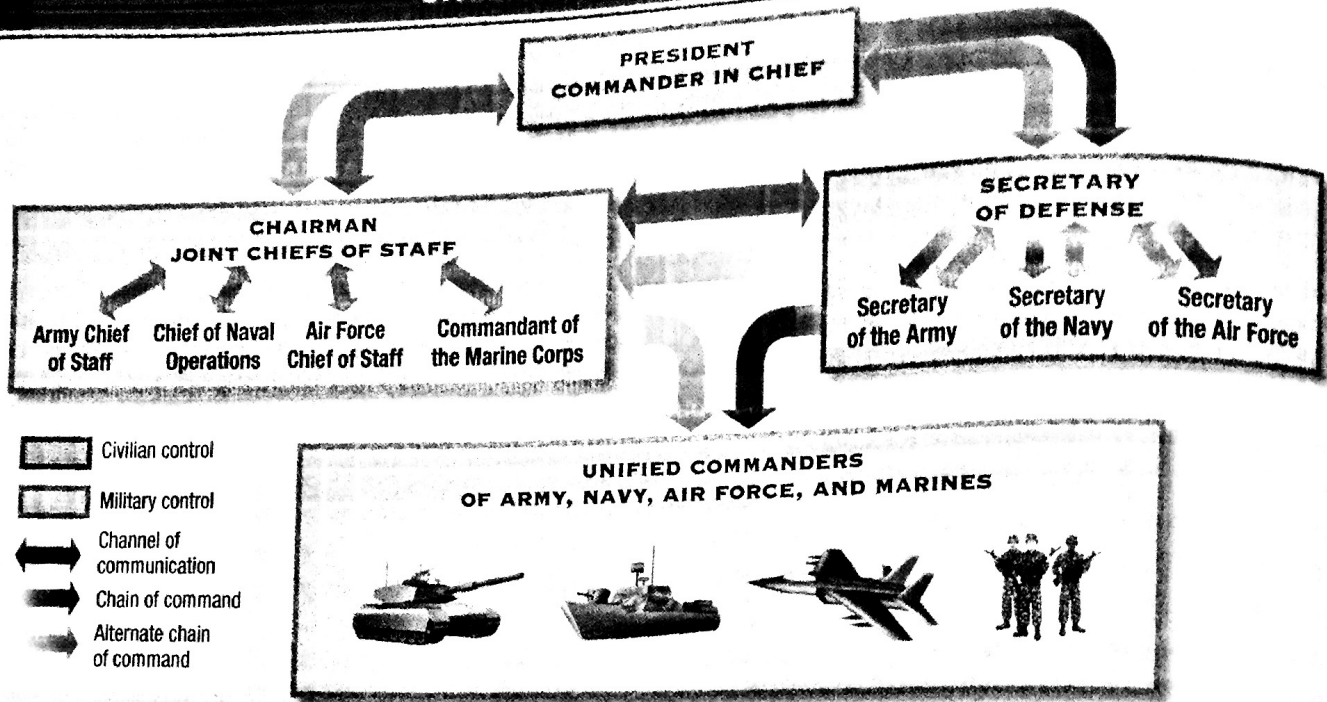 PRESIDENT
COMMANDER IN CHIEF
CHAIRMAN
JOINT CHIEFS OF STAFF
Army Chief
of Staff
Chief of Naval
Operations
Air Force
Chief of Staff
Commandant of
the Marine Corps
SECRETARY
OF DEFENSE
Secretary
of the Army
Secretary
of the Navy
Secretary
of the Air Force
Civilian control
Military control
Channel of
communication
Chain of command
Alternate chain
of command
UNIFIED COMMANDERS
OF ARMY, NAVY, AIR FORCE, AND MARINES